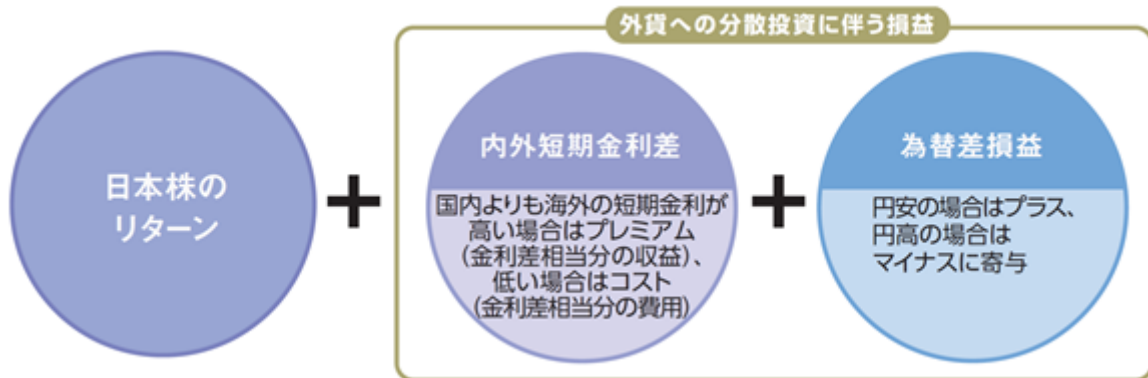 外貨への分散投資に伴う損益
日本株の
リターン
+
内外短期金利差
国内よりも海外の短期金利が
高い場合はプレミアム
(金利差相当分の収益)、
低い場合はコスト
(金利差相当分の費用)
+
為替差損益
円安の場合はプラス、
円高の場合は
マイナスに寄与